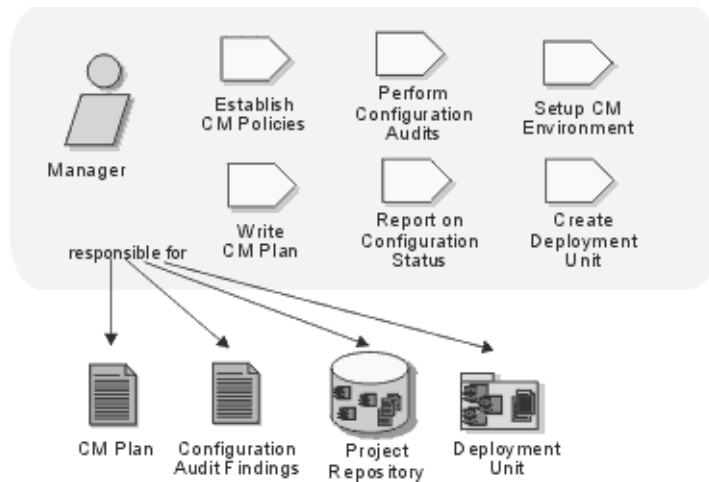 Establish
CM Policies
Perform
Configuration
Audits
Setup CM
Environment
Manager
Write
CM Plan
Report on
Configuration
Status
Create
Deployment
Unit
responsible for
CM Plan
Configuration
Audit Findings
Project
Repository
Deployment
Unit